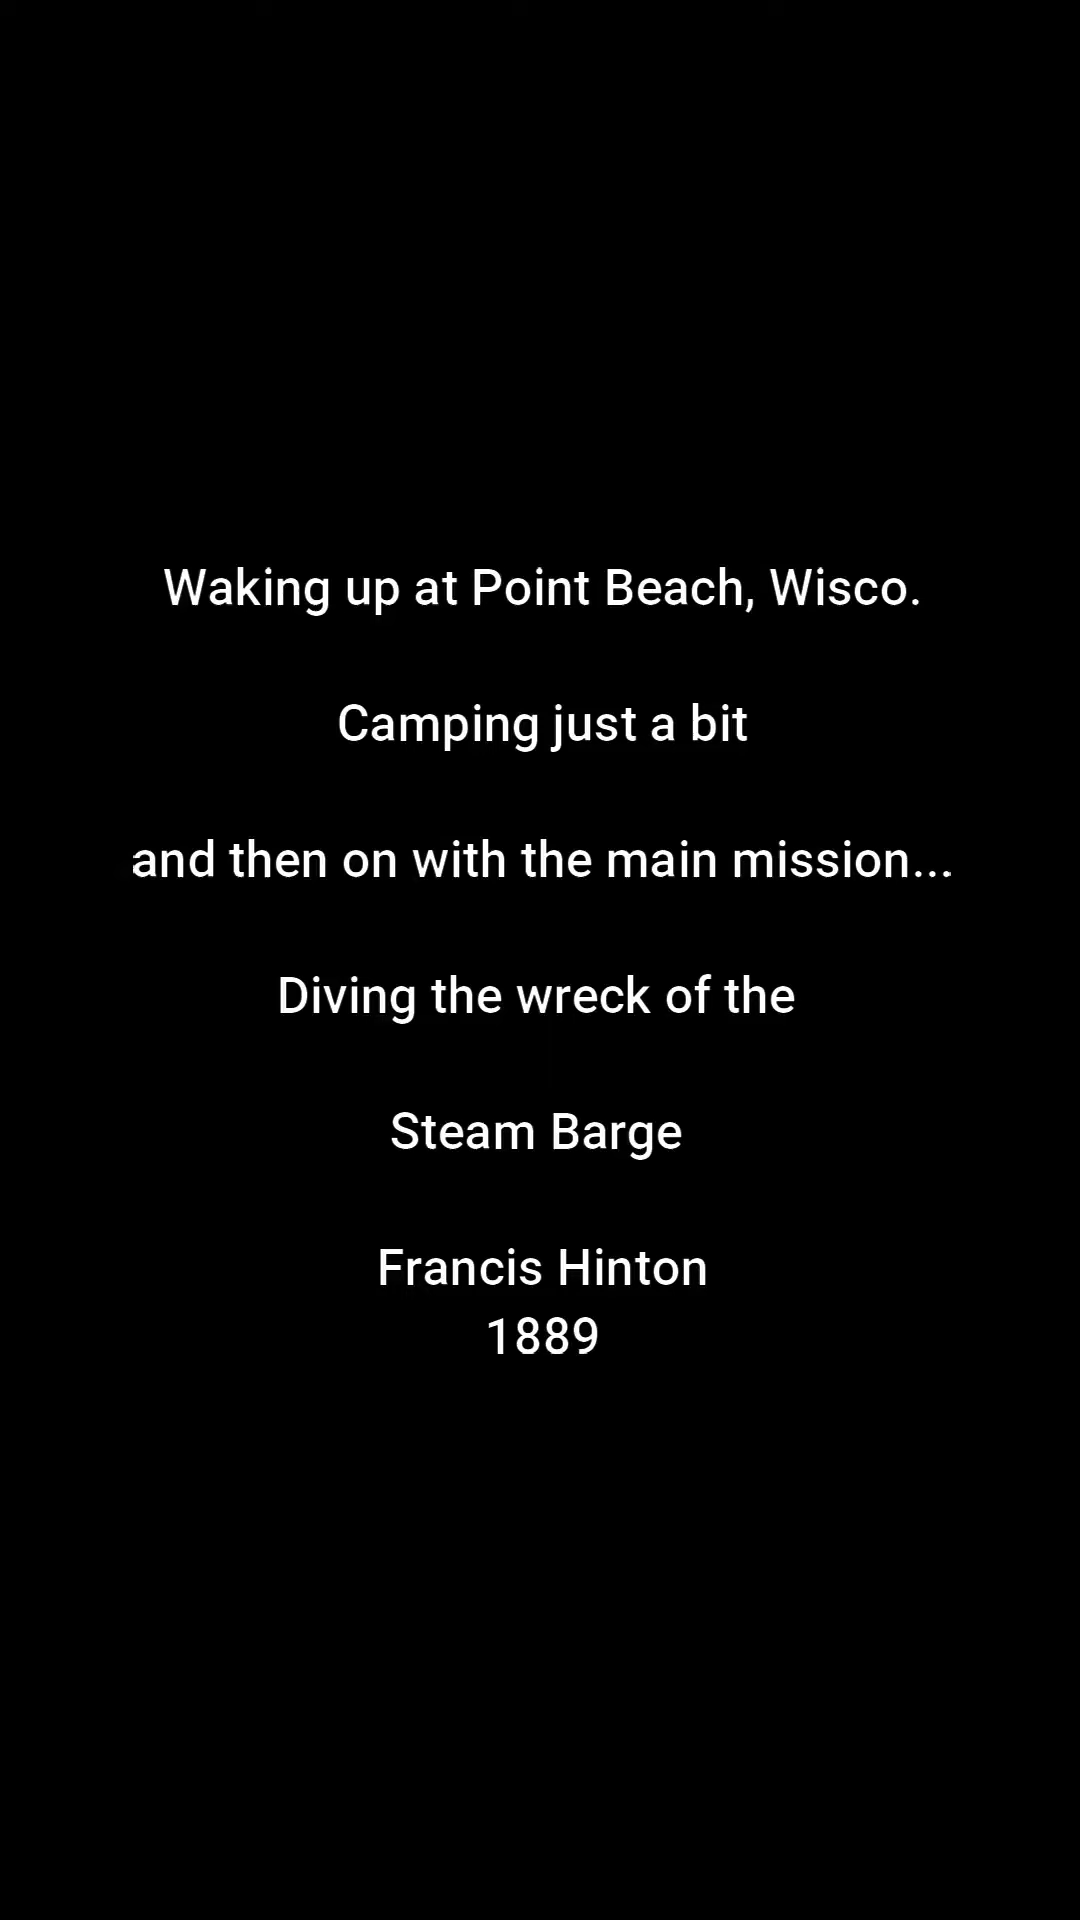 Waking up at Point Beach, Wisco.
Camping just a bit
and then on with the main mission...
Diving the wreck of the
Steam Barge
Francis Hinton
1889